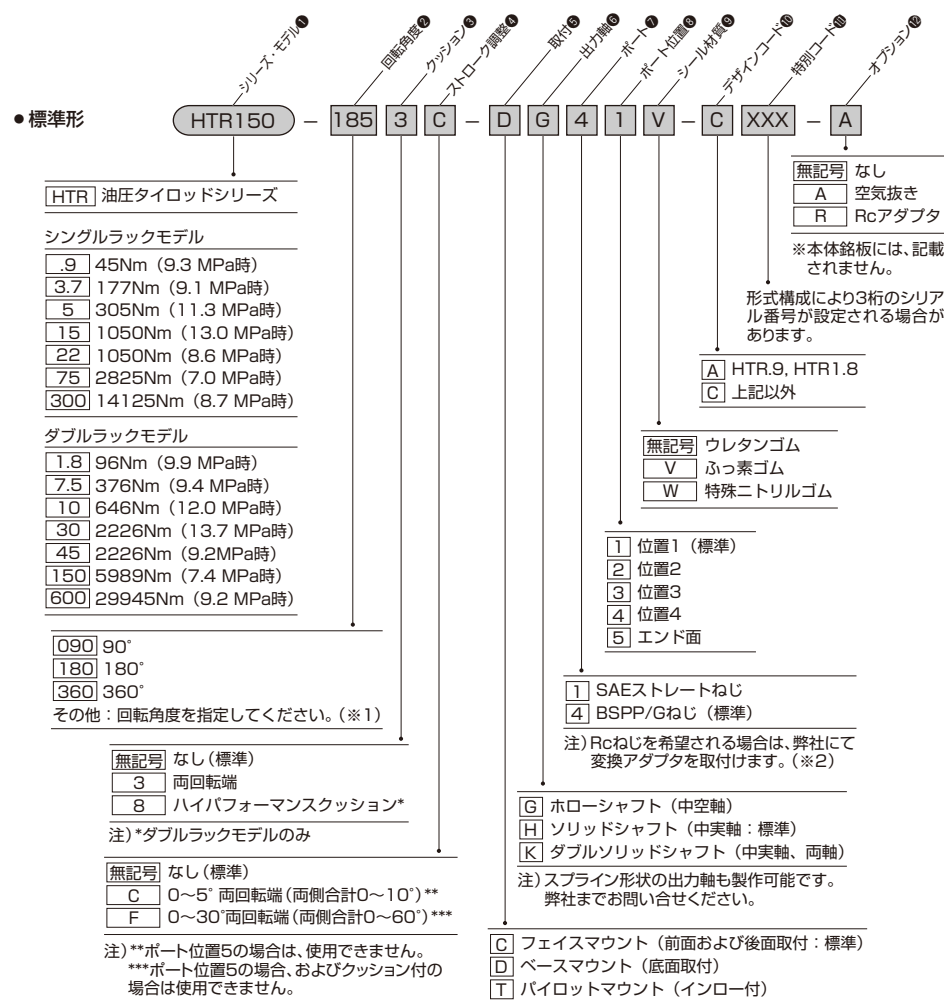 シリーズ・モデル❶
回転角度❷
クッション❸
ストローク調整❹
取付❺
出力軸❻
ポート❼
ポート位置❽
シール材質❾
デザインコード❿
特別コード⓫
オプション⓬
●標準形
HTR150 － 185 3 C － D G 4 1 V － C XXX － A
HTR 油圧タイロッドシリーズ
シングルラックモデル
.9 45Nm（9.3 MPa時）
3.7 177Nm（9.1 MPa時）
5 305Nm（11.3 MPa時）
15 1050Nm（13.0 MPa時）
22 1050Nm（8.6 MPa時）
75 2825Nm（7.0 MPa時）
300 14125Nm（8.7 MPa時）
ダブルラックモデル
1.8 96Nm（9.9 MPa時）
7.5 376Nm（9.4 MPa時）
10 646Nm（12.0 MPa時）
30 2226Nm（13.7 MPa時）
45 2226Nm（9.2MPa時）
150 5989Nm（7.4 MPa時）
600 29945Nm（9.2 MPa時）
090 90°
180 180°
360 360°
その他：回転角度を指定してください。（※1）
無記号 なし（標準）
3 両回転端
8 ハイパフォーマンスクッション*
注）*ダブルラックモデルのみ
無記号 なし（標準）
C 0～5° 両回転端（両側合計0～10°）**
F 0～30°両回転端（両側合計0～60°）***
注）**ポート位置5の場合は、使用できません。
***ポート位置5の場合、およびクッション付の
場合は使用できません。
無記号 なし
A 空気抜き
R Rcアダプタ
※本体銘板には、記載
されません。
形式構成により3桁のシリア
ル番号が設定される場合が
あります。
A HTR.9, HTR1.8
C 上記以外
無記号 ウレタンゴム
V ふっ素ゴム
W 特殊ニトリルゴム
1 位置1（標準）
2 位置2
3 位置3
4 位置4
5 エンド面
1 SAEストレートねじ
4 BSPP/Gねじ（標準）
注）Rcねじを希望される場合は、弊社にて
変換アダプタを取付けます。（※2）
G ホローシャフト（中空軸）
H ソリッドシャフト（中実軸：標準）
K ダブルソリッドシャフト（中実軸、両軸）
注）スプライン形状の出力軸も製作可能です。
弊社までお問い合せください。
C フェイスマウント（前面および後面取付：標準）
D ベースマウント（底面取付）
T パイロットマウント（インロー付）